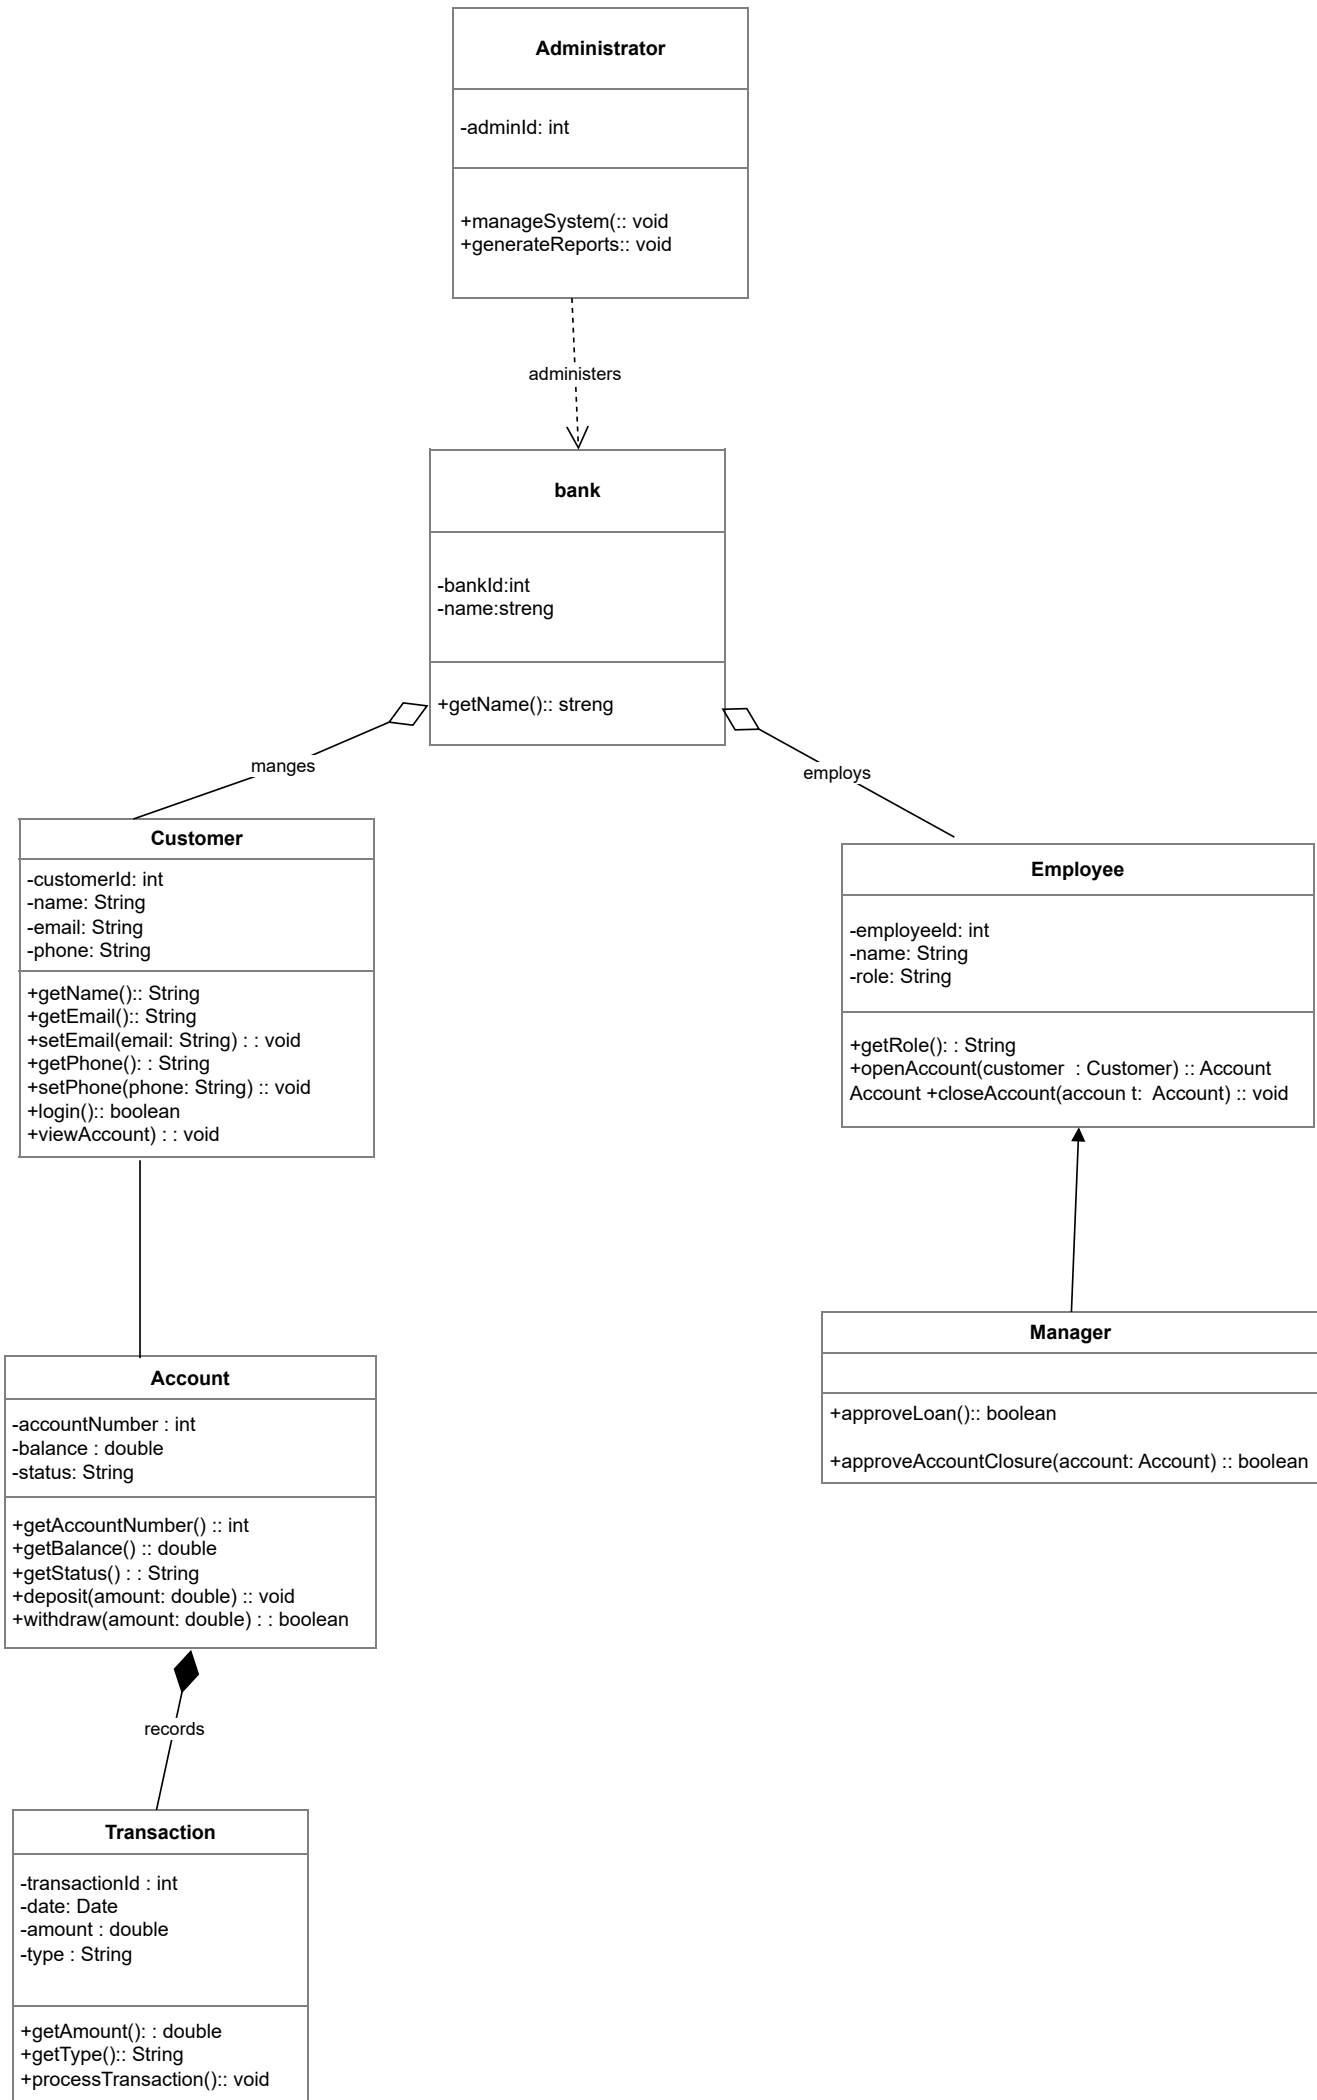 Administrator
-adminId: int
+manageSystem(:: void
+generateReports:: void
administers
bank
-bankId:int
-name:streng
+getName():: streng
manges
employs
Customer
-customerId: int
-name: String
-email: String
-phone: String
+getName():: String
+getEmail():: String
+setEmail(email: String) : : void
+getPhone(): : String
+setPhone(phone: String) :: void
+login():: boolean
+viewAccount) : : void
Employee
-employeeId: int
-name: String
-role: String
+getRole(): : String
+openAccount(customer  : Customer) :: Account
Account +closeAccount(accoun t:  Account) :: void
Manager
+approveLoan():: boolean
+approveAccountClosure(account: Account) :: boolean
Account
-accountNumber : int
-balance : double
-status: String
+getAccountNumber() :: int
+getBalance() :: double
+getStatus() : : String
+deposit(amount: double) :: void
+withdraw(amount: double) : : boolean
records
Transaction
-transactionId : int
-date: Date
-amount : double
-type : String
+getAmount(): : double
+getType():: String
+processTransaction():: void